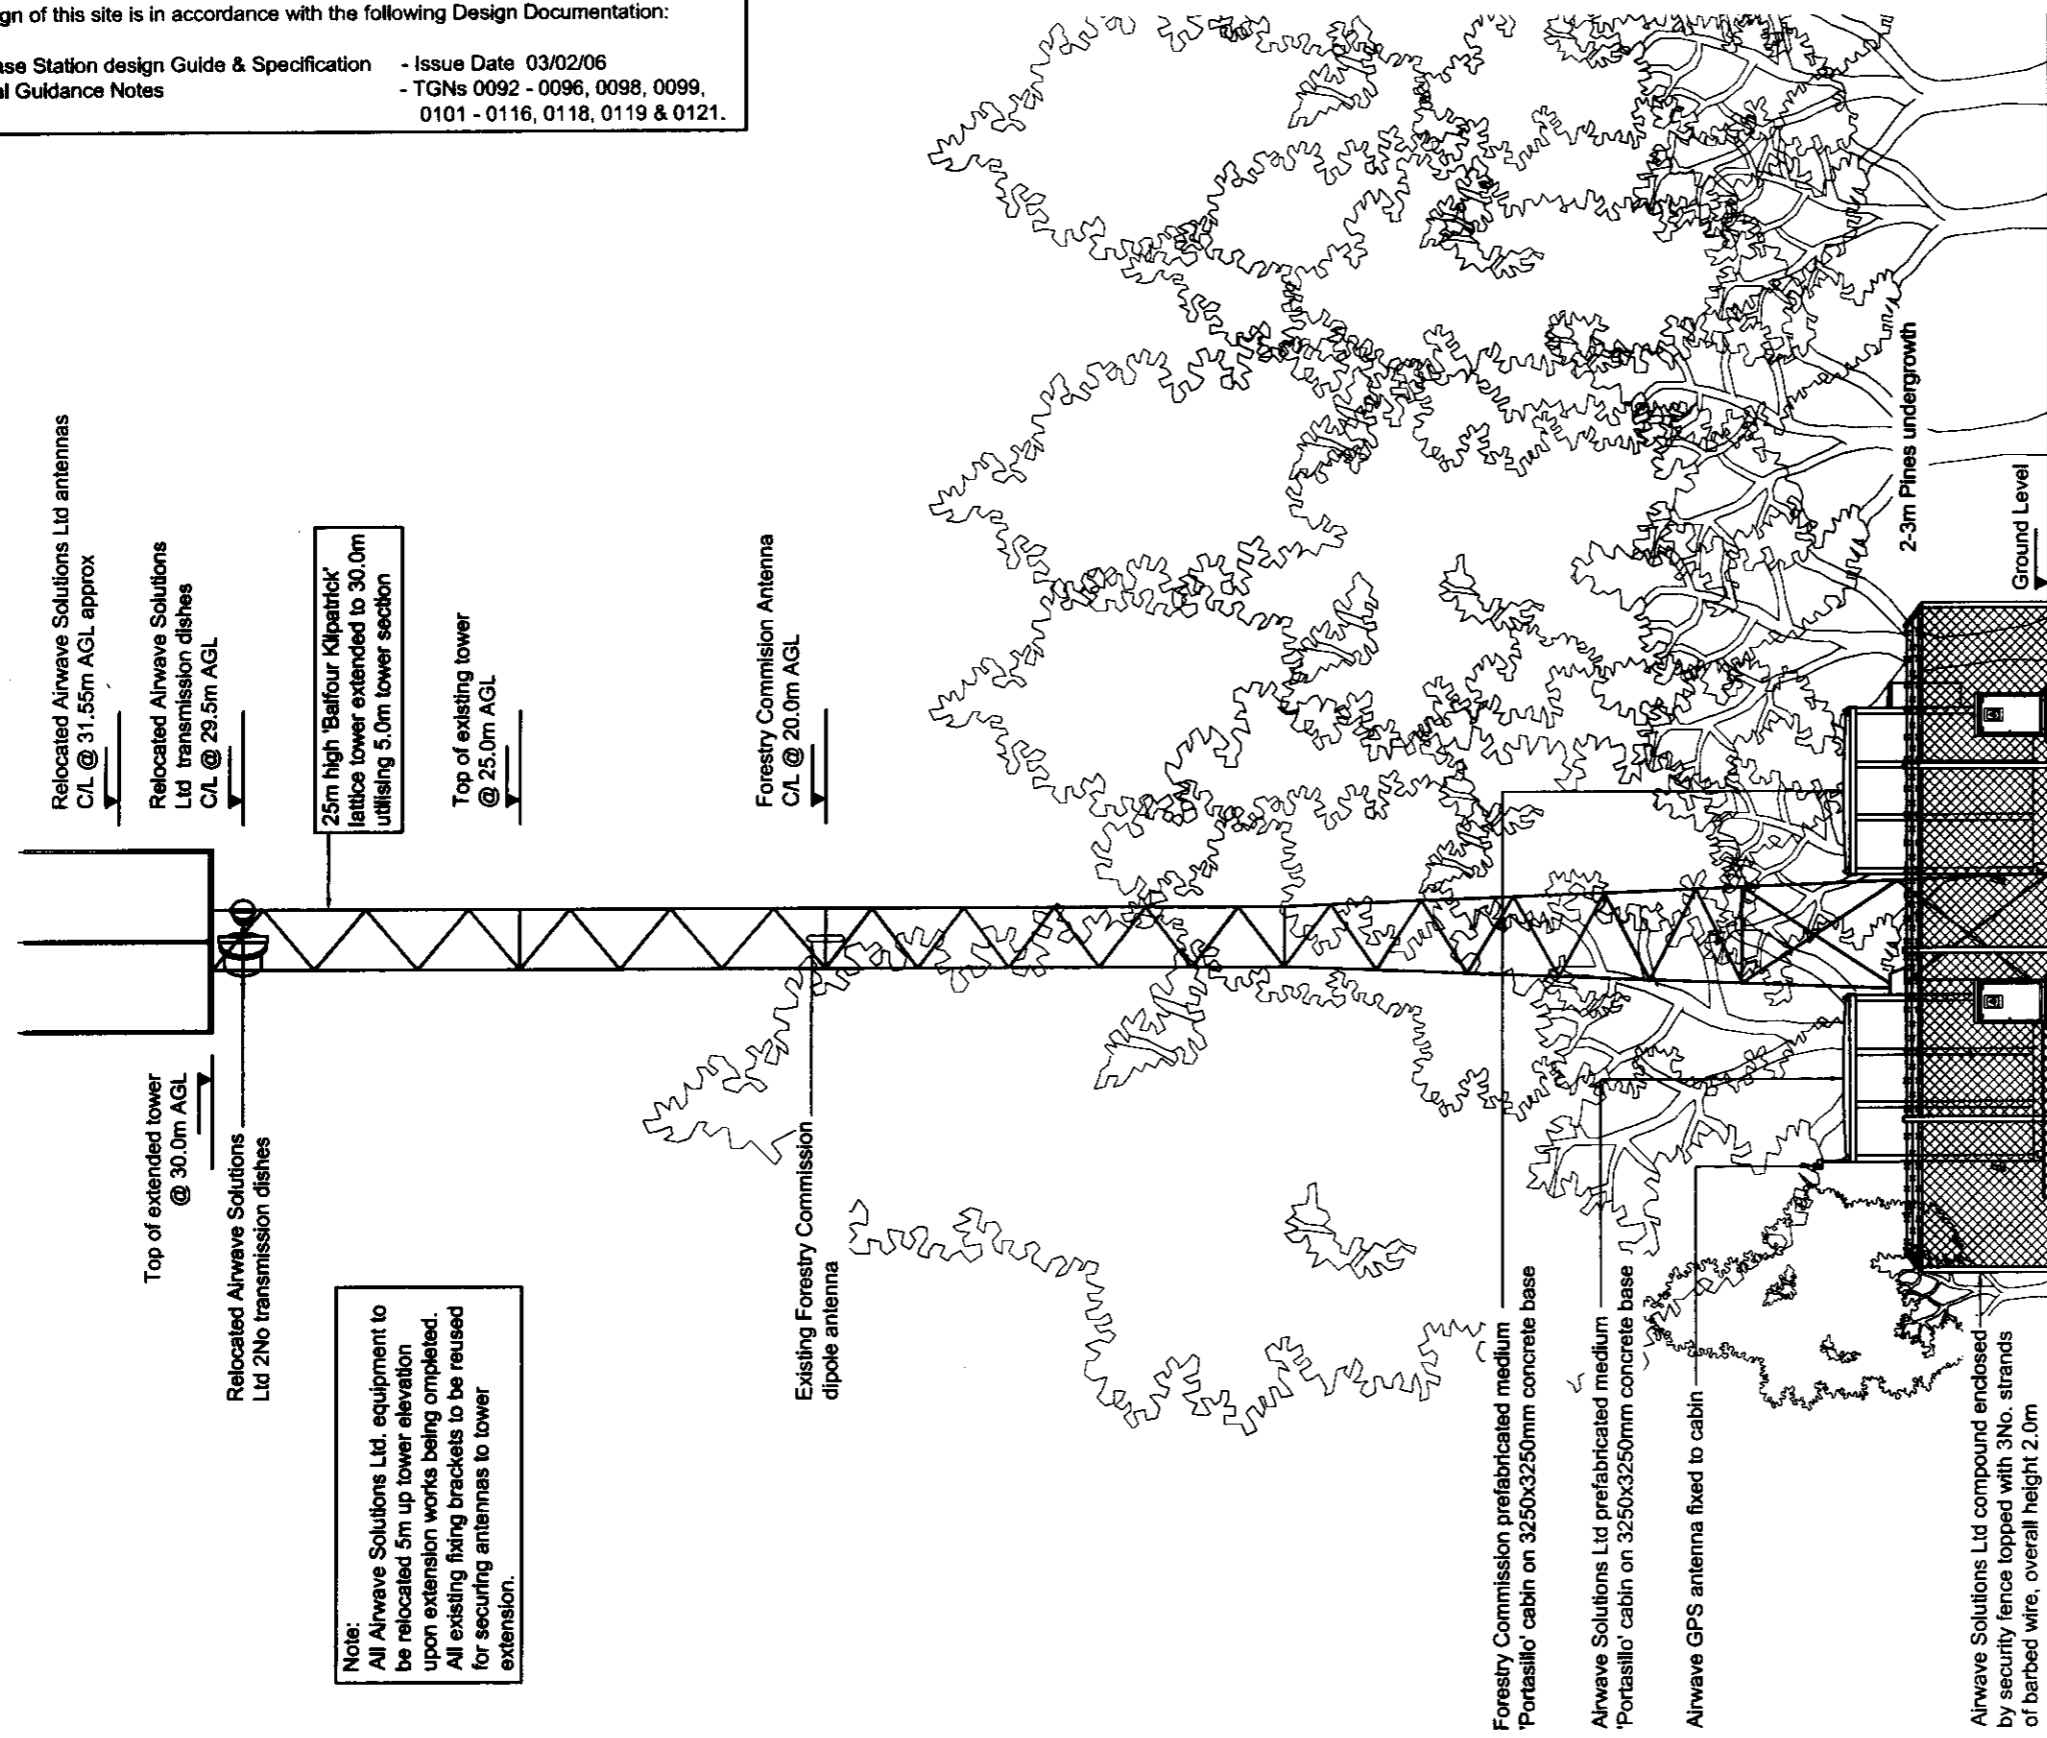 gn of this site is in accordance with the following Design Documentation:
ase Station design Guide & Specification - Issue Date 03/02/06
al Guidance Notes - TGNs 0092 - 0096, 0098, 0099,
0101 - 0116, 0118, 0119 & 0121.
Relocated Airwave Solutions Ltd antennas
C/L @ 31.55m AGL approx
Relocated Airwave Solutions
Ltd transmission dishes
C/L @ 29.5m AGL
25m high 'Balfour Kilpatrick'
lattice tower extended to 30.0m
utilising 5.0m tower section
Top of existing tower
@ 25.0m AGL
Forestry Commision Antenna
C/L @ 20.0m AGL
2-3m Pines undergrowth
Ground Level
Top of extended tower
@ 30.0m AGL
Relocated Airwave Solutions
Ltd 2No transmission dishes
Note:
All Airwave Solutions Ltd. equipment to
be relocated 5m up tower elevation
upon extension works being ompleted.
All existing fixing brackets to be reused
for securing antennas to tower
extension.
Existing Forestry Commission
dipole antenna
Forestry Commission prefabricated medium
'Portasillo' cabin on 3250x3250mm concrete base
Airwave Solutions Ltd prefabricated medium
'Portasillo' cabin on 3250x3250mm concrete base
Airwave GPS antenna fixed to cabin
Airwave Solutions Ltd compound enclosed
by security fence topped with 3No. strands
of barbed wire, overall height 2.0m